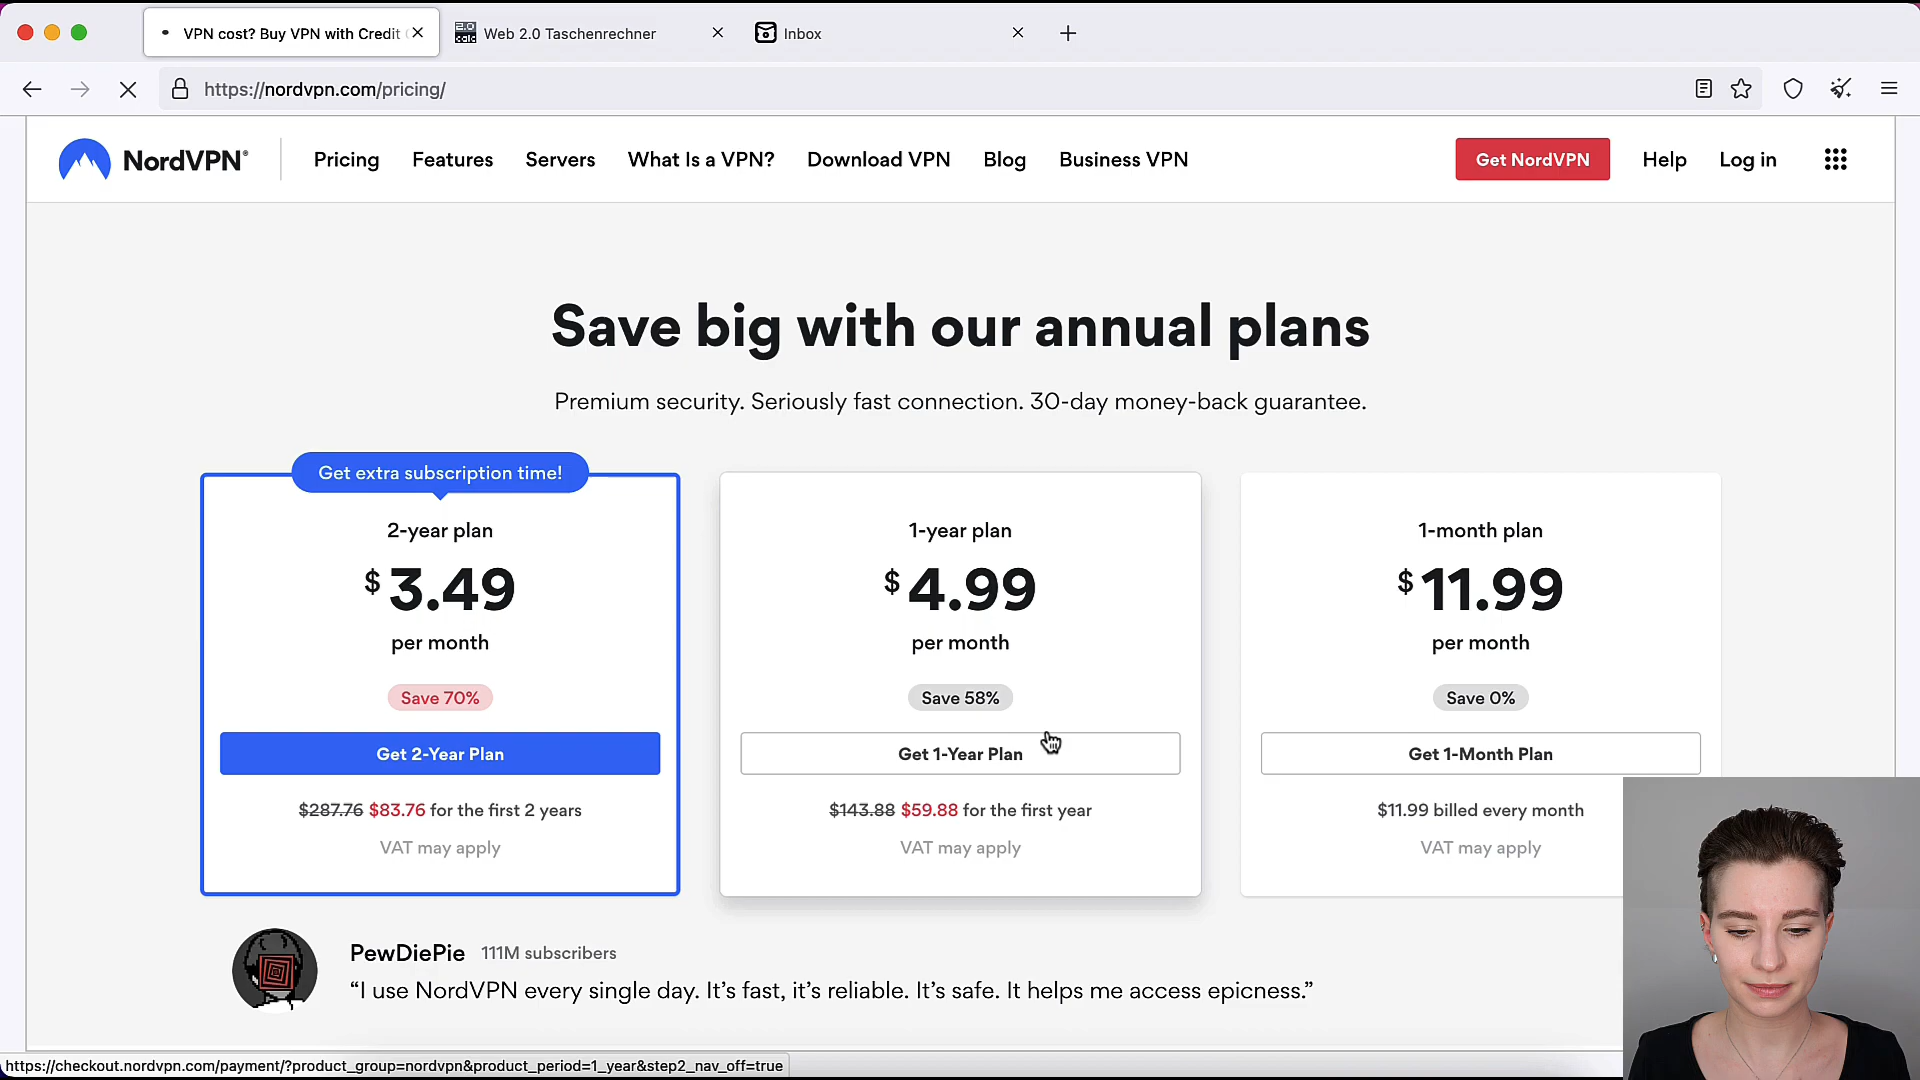 VPN cost? Buy VPN with Credit
Web 2.0 Taschenrechner
Inbox
https://nordvpn.com/pricing/
NordVPN®
Pricing
Features
Servers
What Is a VPN?
Download VPN
Blog
Business VPN
Get NordVPN
Help
Log in
Save big with our annual plans
Premium security. Seriously fast connection. 30-day money-back guarantee.
Get extra subscription time!
2-year plan
$3.49
per month
Save 70%
Get 2-Year Plan
$287.76 $83.76 for the first 2 years
VAT may apply
1-year plan
$4.99
per month
Save 58%
Get 1-Year Plan
$143.88 $59.88 for the first year
VAT may apply
1-month plan
$11.99
per month
Save 0%
Get 1-Month Plan
$11.99 billed every month
VAT may apply
PewDiePie 111M subscribers
“I use NordVPN every single day. It’s fast, it’s reliable. It’s safe. It helps me access epicness.”
https://checkout.nordvpn.com/payment/?product_group=nordvpn&product_period=1_year&step2_nav_off=true